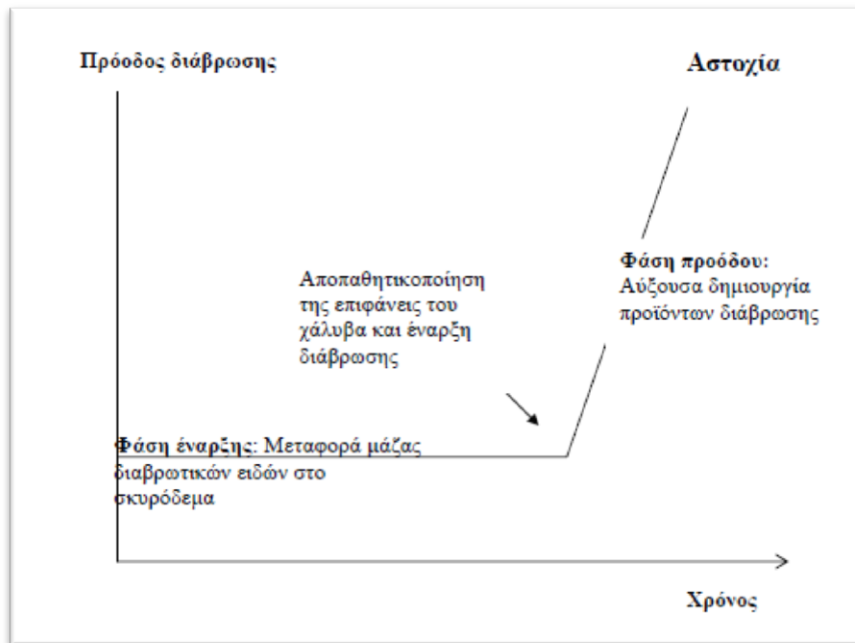 Πρόοδος διάβρωσης
Αστοχία
Αποπαθητικοποίηση
της επιφάνεις του
χάλυβα και έναρξη
διάβρωσης
Φάση προόδου:
Αύξουσα δημιουργία
προϊόντων διάβρωσης
Φάση έναρξης: Μεταφορά μάζας
διαβρωτικών ειδών στο
σκυρόδεμα
Χρόνος